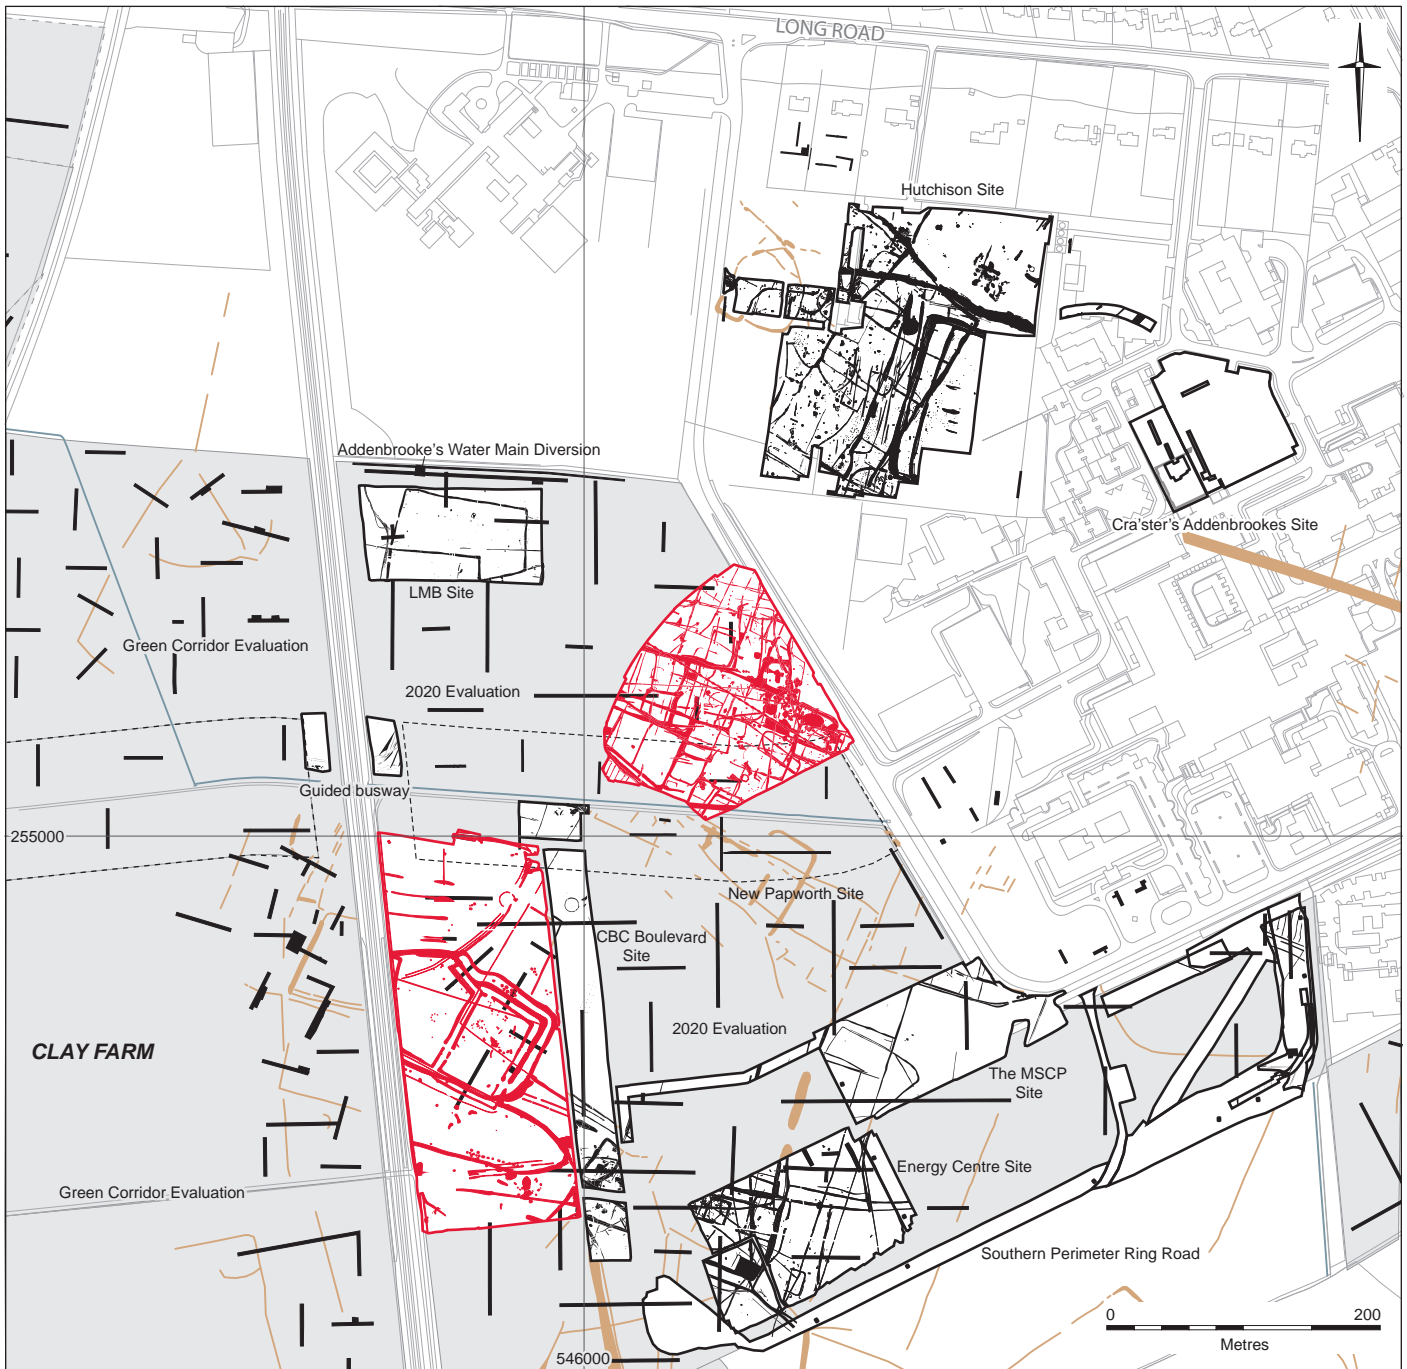 LONG ROAD
Hutchison Site
Addenbrooke's Water Main Diversion
Cra'ster's Addenbrookes Site
LMB Site
Green Corridor Evaluation
2020 Evaluation
Guided busway
255000
New Papworth Site
CBC Boulevard
Site
2020 Evaluation
CLAY FARM
The MSCP
Site
Energy Centre Site
Green Corridor Evaluation
Southern Perimeter Ring Road
0
200
Metres
546000